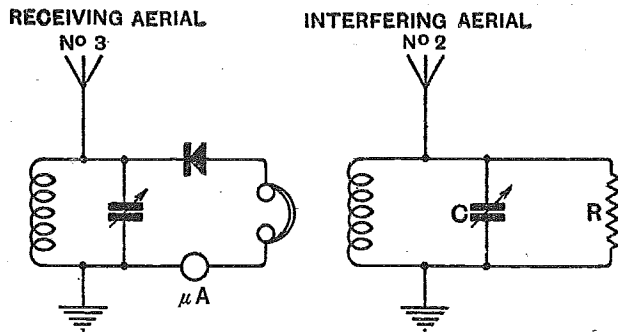 RECEIVING AERIAL
Nº 3
INTERFERING AERIAL
Nº 2
C
R
μA